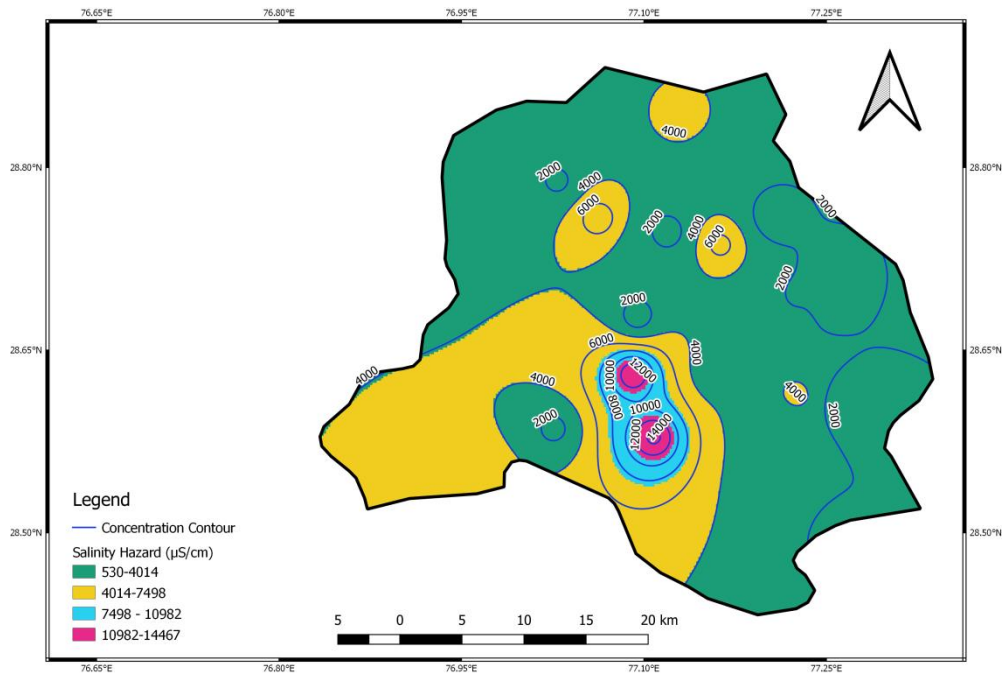 76.65°E 76.80°E 76.95°E 77.10°E 77.25°E
28.80°N 28.80°N
28.65°N 28.65°N
28.50°N 28.50°N
4000
2000
4000
6000
2000
4000
6000
2000
2000
2000
6000
4000
4000
4000
2000
10000
12000
8000
10000
12000
14000
4000
2000
Legend
Concentration Contour
Salinity Hazard (µS/cm)
530-4014
4014-7498
7498 - 10982
10982-14467
5 0 5 10 15 20 km
76.65°E 76.80°E 76.95°E 77.10°E 77.25°E